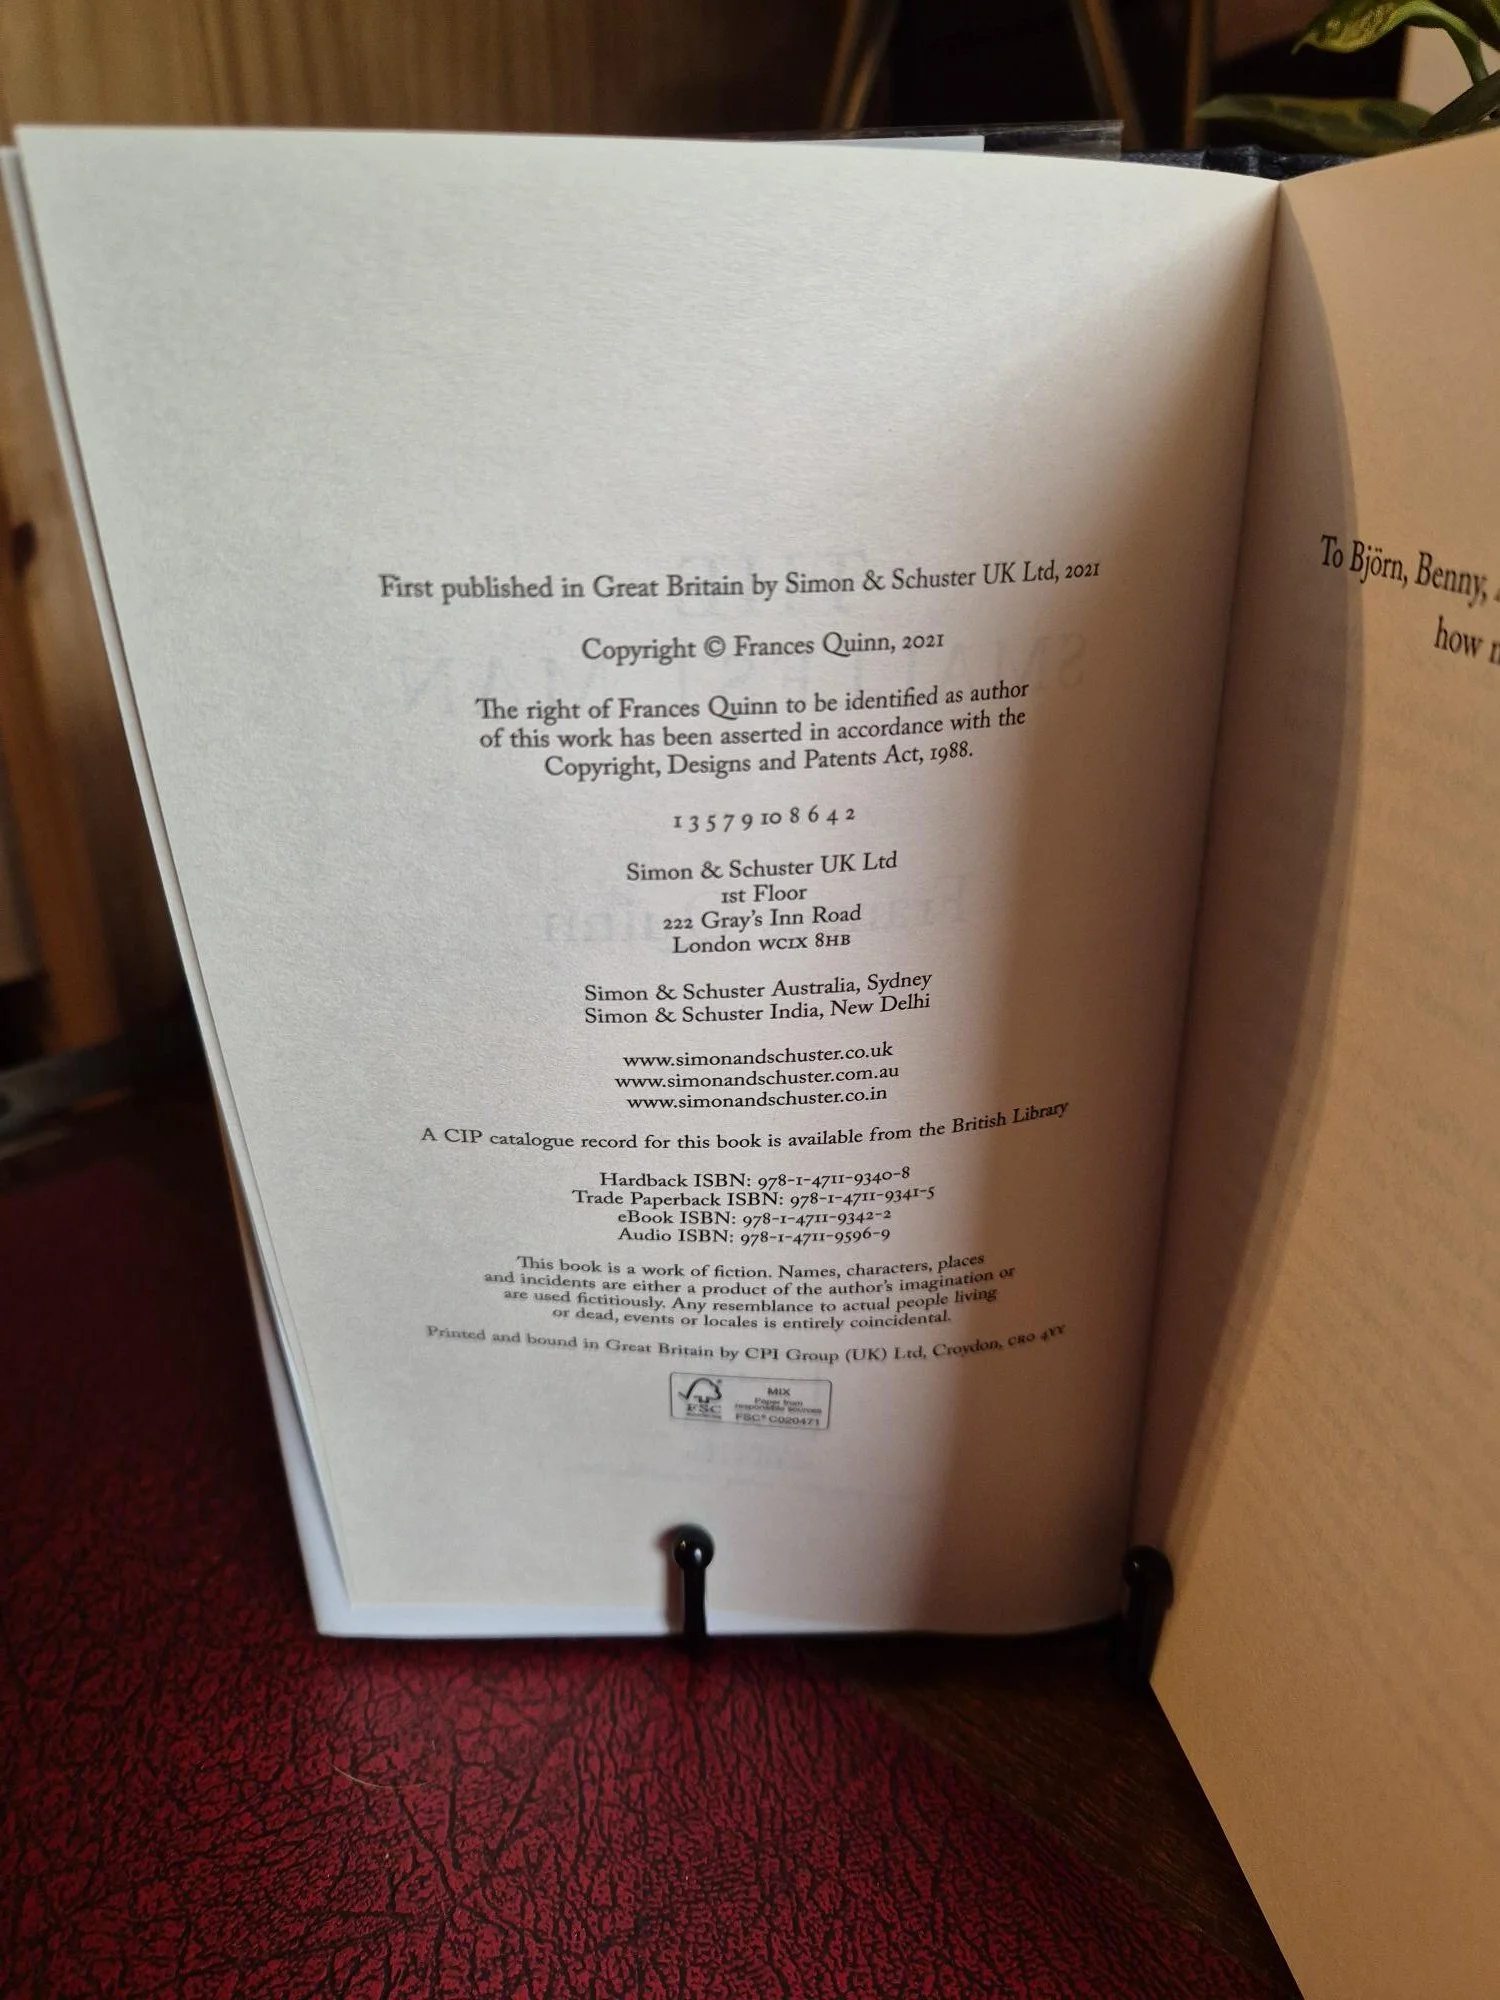 First published in Great Britain by Simon & Schuster UK Ltd, 2021
Copyright © Frances Quinn, 2021
The right of Frances Quinn to be identified as author
of this work has been asserted in accordance with the
Copyright, Designs and Patents Act, 1988.
1 3 5 7 9 10 8 6 4 2
Simon & Schuster UK Ltd
1st Floor
222 Gray's Inn Road
London WC1X 8HB
Simon & Schuster Australia, Sydney
Simon & Schuster India, New Delhi
www.simonandschuster.co.uk
www.simonandschuster.com.au
www.simonandschuster.co.in
A CIP catalogue record for this book is available from the British Library
Hardback ISBN: 978-1-4711-9340-8
Trade Paperback ISBN: 978-1-4711-9341-5
eBook ISBN: 978-1-4711-9342-2
Audio ISBN: 978-1-4711-9596-9
This book is a work of fiction. Names, characters, places
and incidents are either a product of the author's imagination or
are used fictitiously. Any resemblance to actual people living
or dead, events or locales is entirely coincidental.
Printed and bound in Great Britain by CPI Group (UK) Ltd, Croydon, CR0 4YY
FSC
MIX
Paper from
responsible sources
FSC® C020471
To Björn, Benny,
how